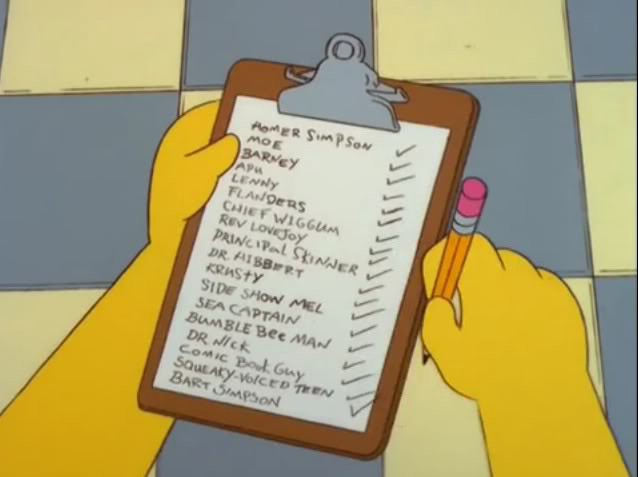 HOMER SIMPSON
MOE
BARNEY
APU
LENNY
FLANDERS
CHIEF WIGGUM
REV LOVEJOY
PRINCIPAL SKINNER
DR. HIBBERT
KRUSTY
SIDE SHOW MEL
SEA CAPTAIN
BUMBLE Bee MAN
DR NICK
COMIC Book Guy
SQUEAKY-VOICED TEEN
BART SIMPSON